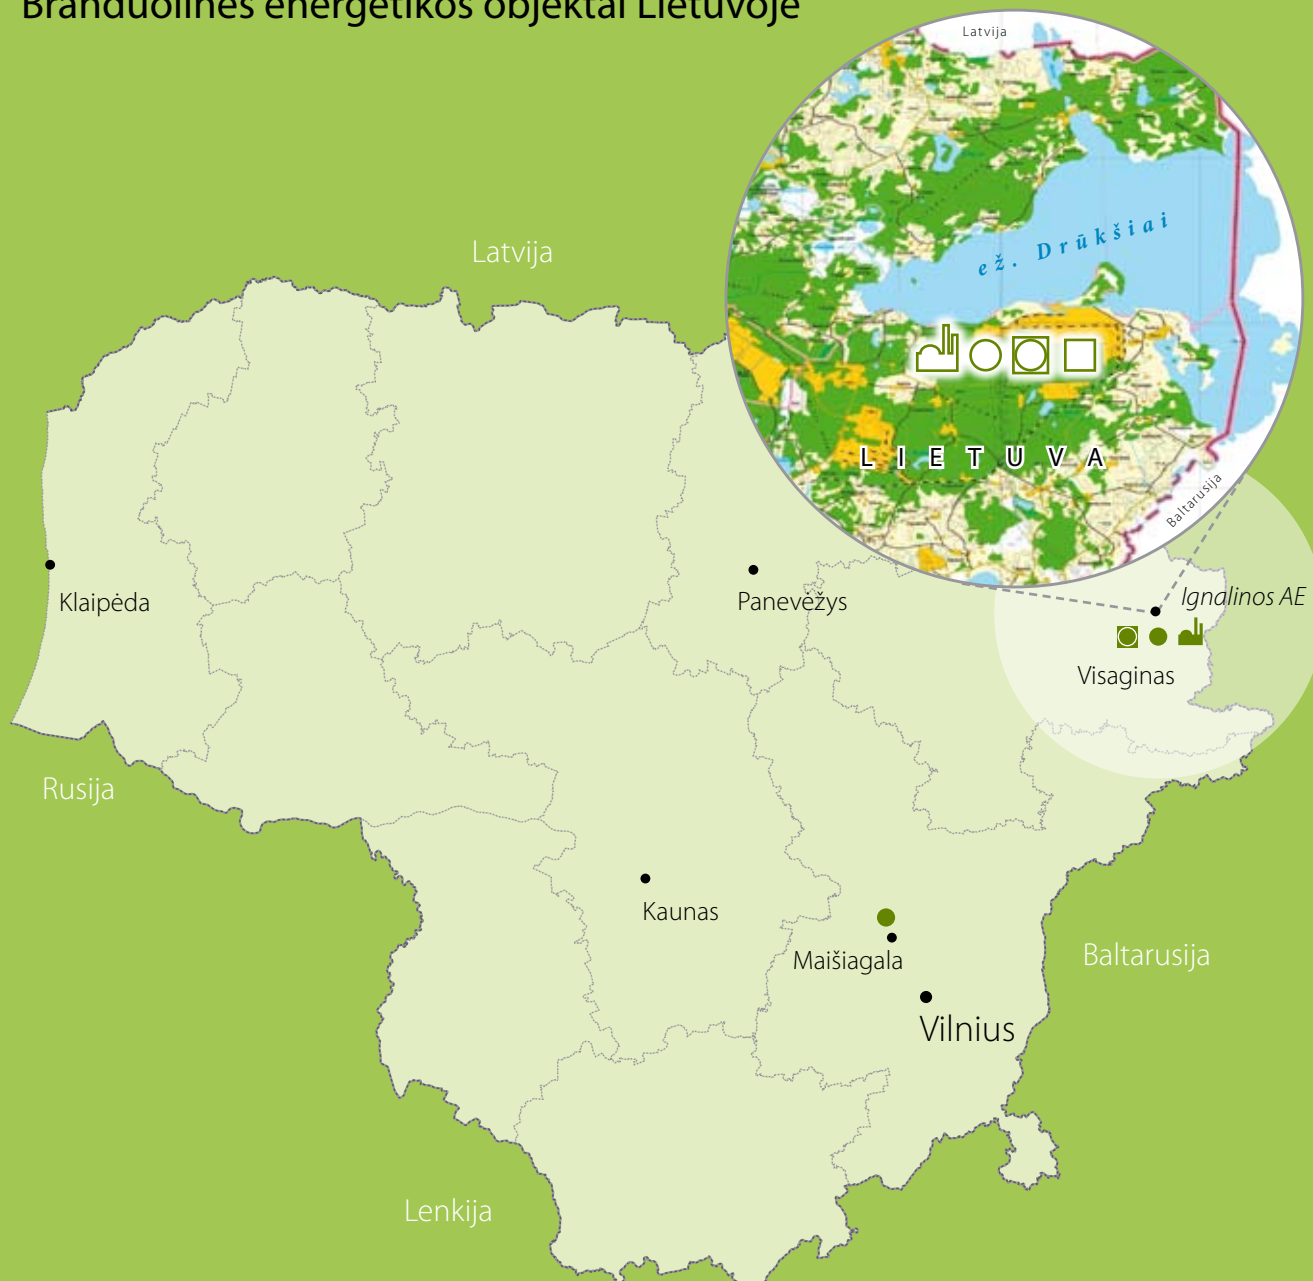 Branduolinės energetikos objektai Lietuvoje
Latvija
ež. Drūkšiai
LIETUVA
Baltarusija
Latvija
Klaipėda
Panevėžys
Ignalinos AE
Visaginas
Rusija
Kaunas
Maišiagala
Baltarusija
Vilnius
Lenkija